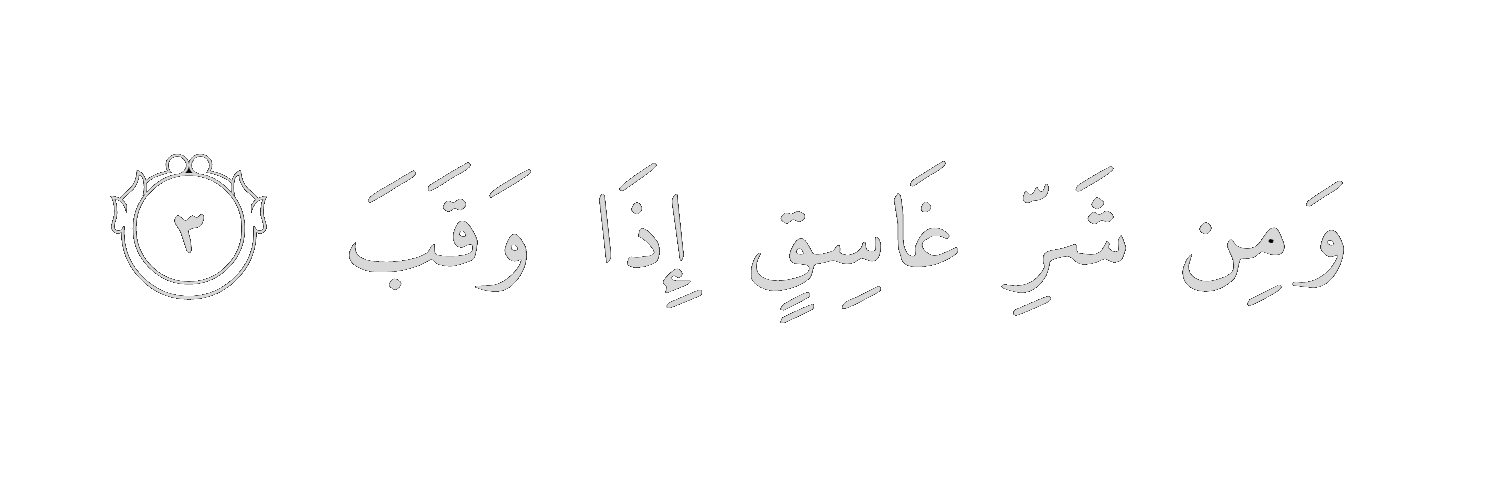 وَمِن شَرِّ غَاسِقٍ إِذَا وَقَبَ ٣